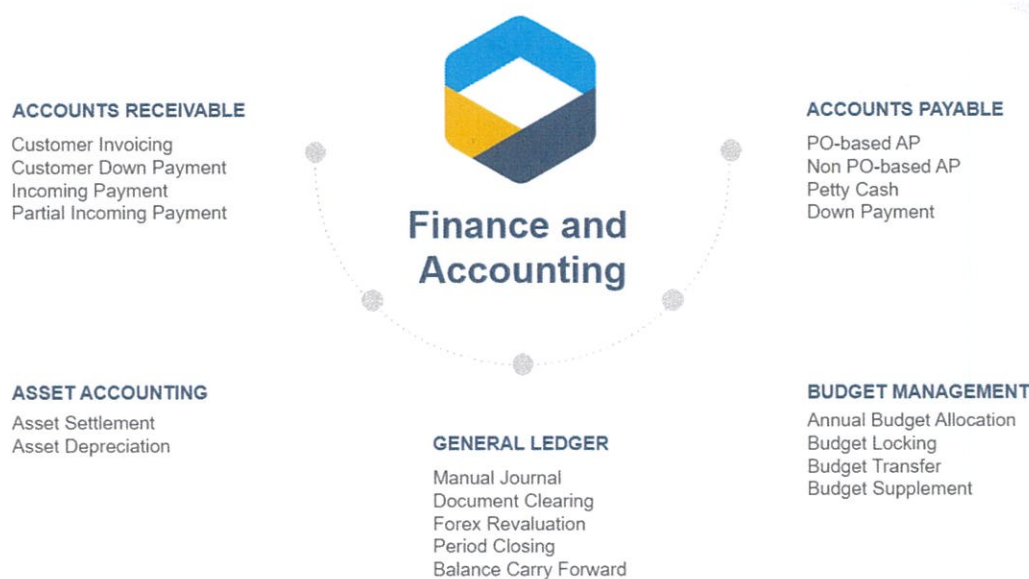 ACCOUNTS RECEIVABLE
Customer Invoicing
Customer Down Payment
Incoming Payment
Partial Incoming Payment
Finance and
Accounting
ACCOUNTS PAYABLE
PO-based AP
Non PO-based AP
Petty Cash
Down Payment
ASSET ACCOUNTING
Asset Settlement
Asset Depreciation
GENERAL LEDGER
Manual Journal
Document Clearing
Forex Revaluation
Period Closing
Balance Carry Forward
BUDGET MANAGEMENT
Annual Budget Allocation
Budget Locking
Budget Transfer
Budget Supplement